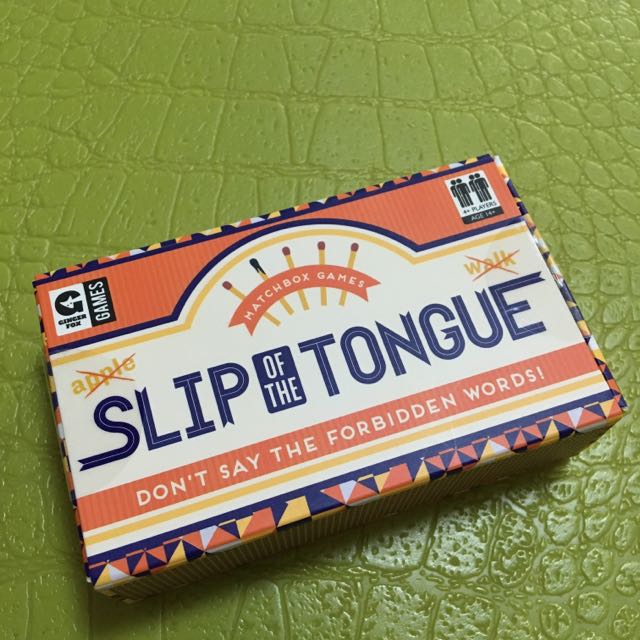 4+ PLAYERS
AGE 14+
GINGER
FOX
GAMES
MATCHBOX GAMES
walk
apple
SLIP OF THE TONGUE
DON'T SAY THE FORBIDDEN WORDS!